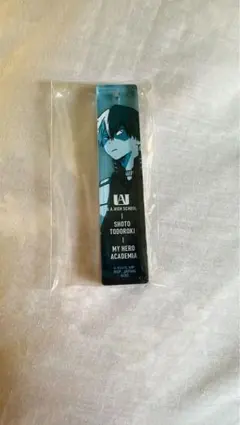 UA
U.A. HIGH SCHOOL
SHOTO
TODOROKI
MY HERO
ACADEMIA